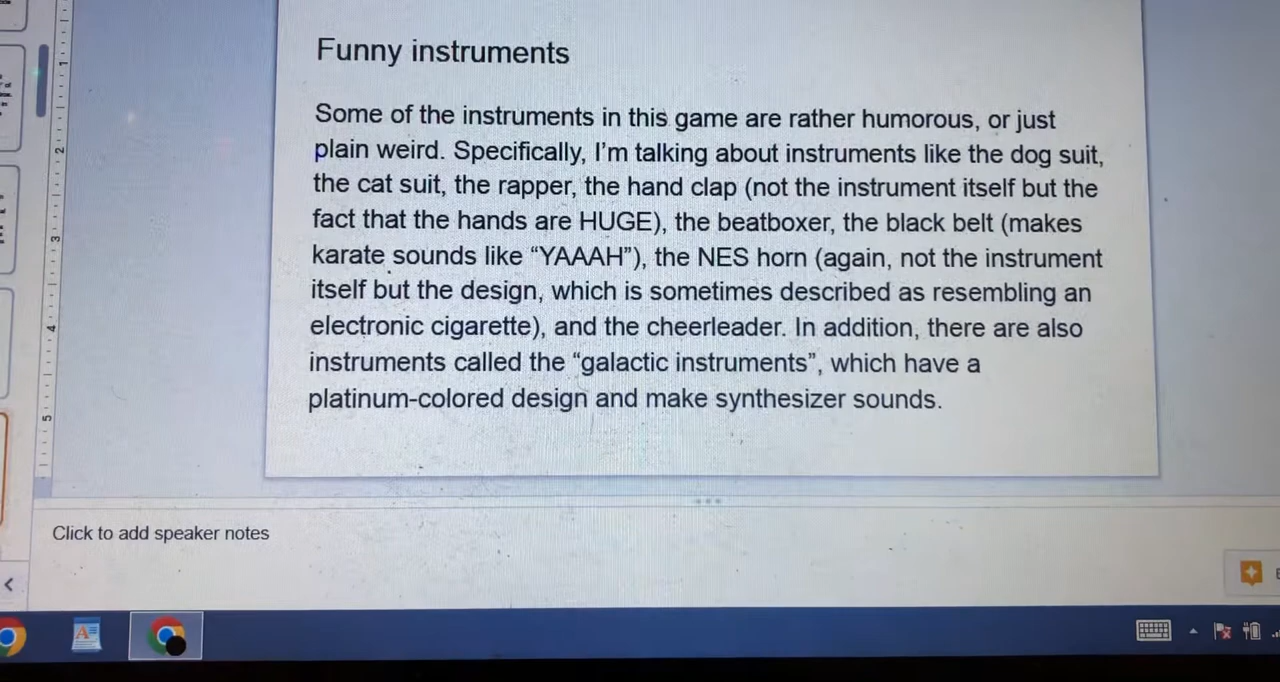 Funny instruments
Some of the instruments in this game are rather humorous, or just
plain weird. Specifically, I'm talking about instruments like the dog suit,
the cat suit, the rapper, the hand clap (not the instrument itself but the
fact that the hands are HUGE), the beatboxer, the black belt (makes
karate sounds like “YAAAH”), the NES horn (again, not the instrument
itself but the design, which is sometimes described as resembling an
electronic cigarette), and the cheerleader. In addition, there are also
instruments called the “galactic instruments”, which have a
platinum-colored design and make synthesizer sounds.
Click to add speaker notes
1
2
3
4
5